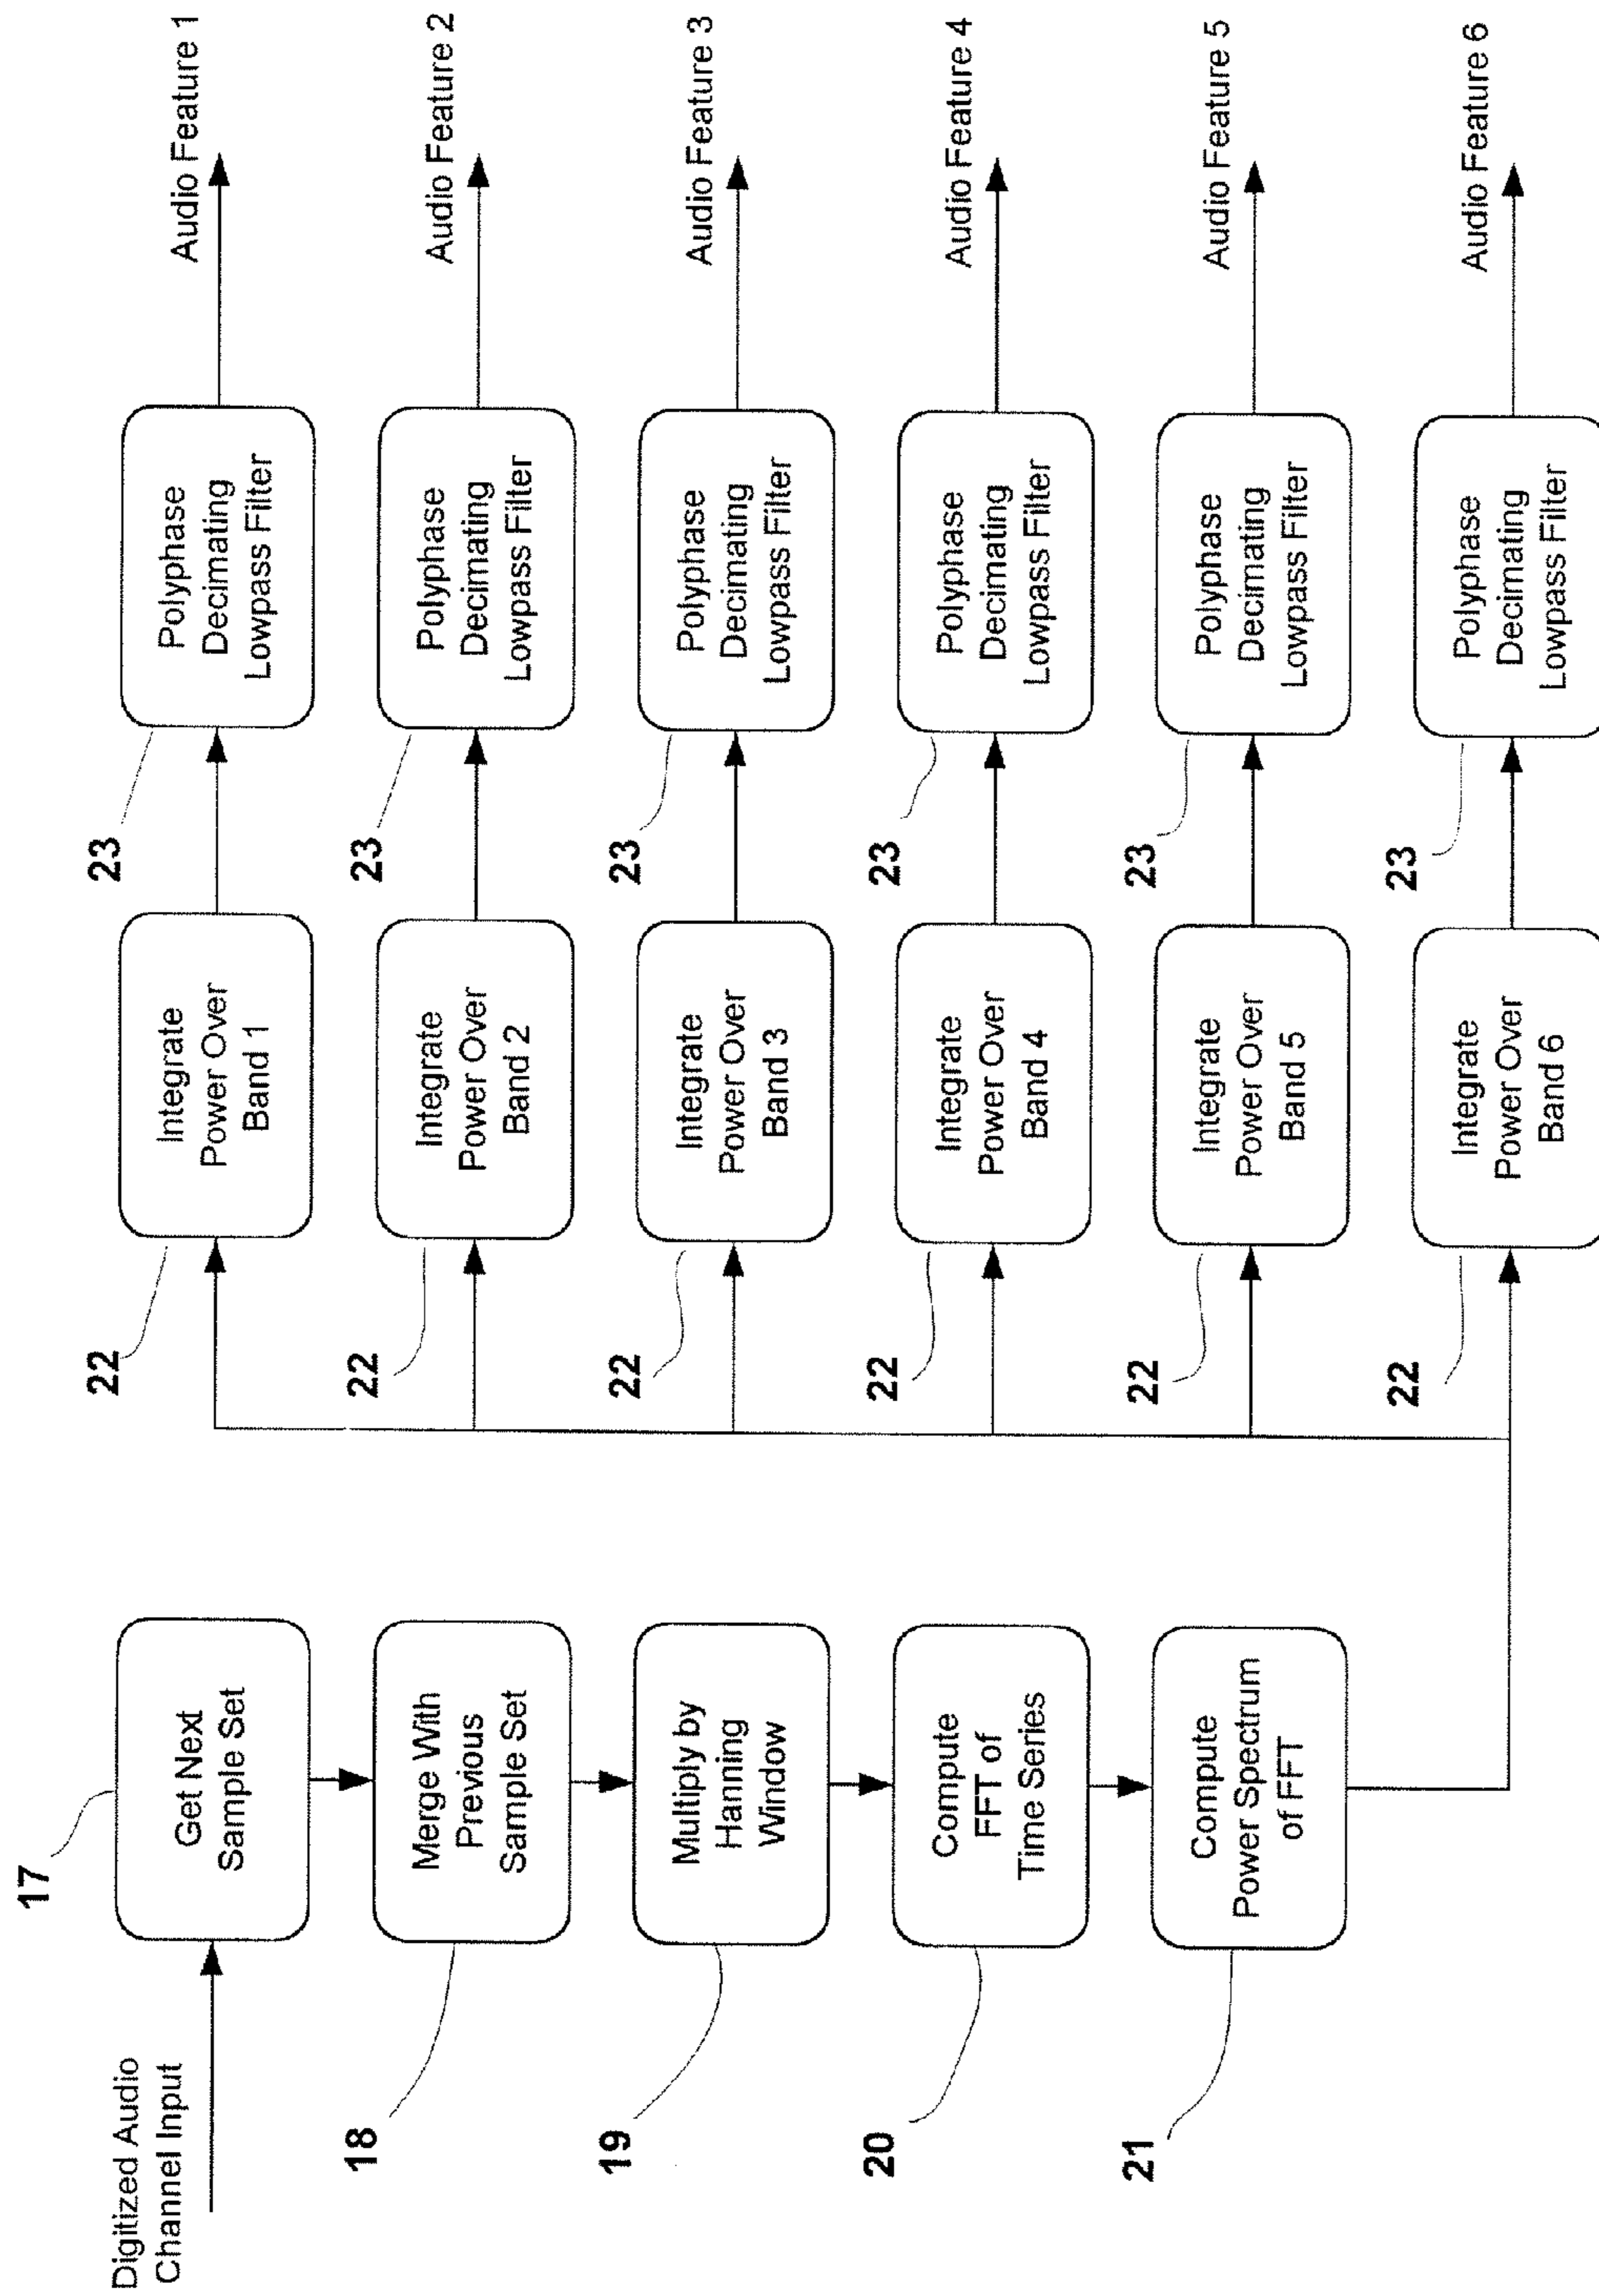 Digitized Audio
Channel Input
17
Get Next
Sample Set
18
Merge With
Previous
Sample Set
19
Multiply by
Hanning
Window
20
Compute
FFT of
Time Series
21
Compute
Power Spectrum
of FFT
22
Integrate
Power Over
Band 1
23
Polyphase
Decimating
Lowpass Filter
Audio Feature 1
22
Integrate
Power Over
Band 2
23
Polyphase
Decimating
Lowpass Filter
Audio Feature 2
22
Integrate
Power Over
Band 3
23
Polyphase
Decimating
Lowpass Filter
Audio Feature 3
22
Integrate
Power Over
Band 4
23
Polyphase
Decimating
Lowpass Filter
Audio Feature 4
22
Integrate
Power Over
Band 5
23
Polyphase
Decimating
Lowpass Filter
Audio Feature 5
22
Integrate
Power Over
Band 6
23
Polyphase
Decimating
Lowpass Filter
Audio Feature 6